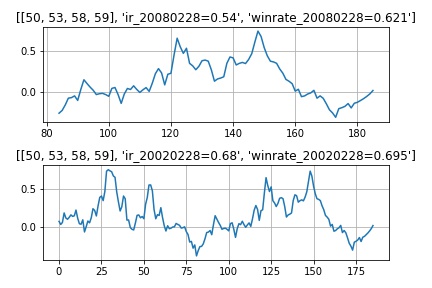 [[50, 53, 58, 59], 'ir_20080228=0.54', 'winrate_20080228=0.621']
0.5
0.0
80 100 120 140 160 180
[[50, 53, 58, 59], 'ir_20020228=0.68', 'winrate_20020228=0.695']
0.5
0.0
0 25 50 75 100 125 150 175